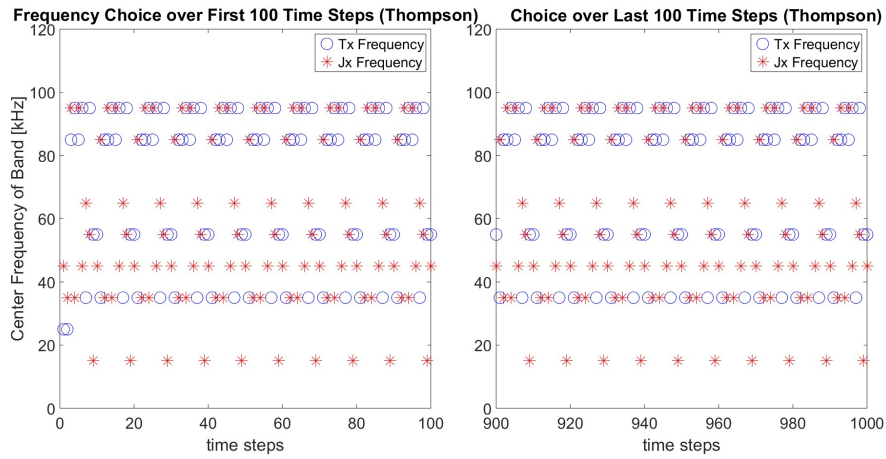 Frequency Choice over First 100 Time Steps (Thompson)
Choice over Last 100 Time Steps (Thompson)
Center Frequency of Band [kHz]
120
100
80
60
40
20
0
Tx Frequency
Jx Frequency
0 20 40 60 80 100
time steps
120
100
80
60
40
20
0
Tx Frequency
Jx Frequency
900 920 940 960 980 1000
time steps